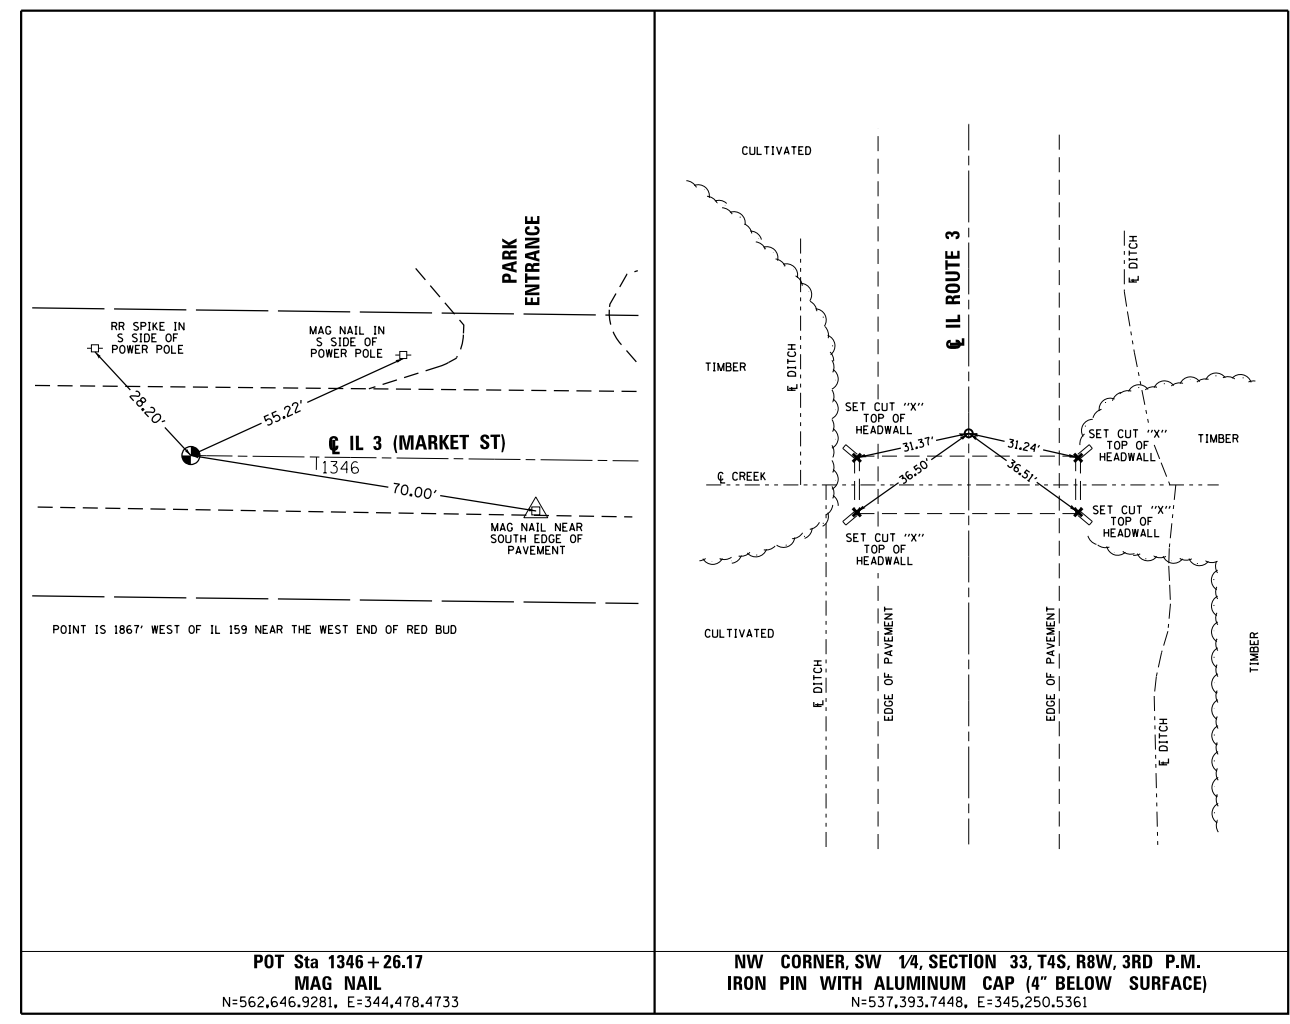 PARK
ENTRANCE
RR SPIKE IN
S SIDE OF
POWER POLE
MAG NAIL IN
S SIDE OF
POWER POLE
28.20'
55.22'
℄ IL 3 (MARKET ST)
1346
70.00'
MAG NAIL NEAR
SOUTH EDGE OF
PAVEMENT
POINT IS 1867' WEST OF IL 159 NEAR THE WEST END OF RED BUD
POT Sta 1346+26.17
MAG NAIL
N=562,646.9281, E=344,478.4733
CULTIVATED
℄ IL ROUTE 3
℄ DITCH
TIMBER
℄ DITCH
SET CUT "X"
TOP OF
HEADWALL
31.37'
31.24'
SET CUT "X"
TOP OF
HEADWALL
TIMBER
℄ CREEK
36.50'
36.51'
SET CUT "X"
TOP OF
HEADWALL
SET CUT "X"
TOP OF
HEADWALL
CULTIVATED
℄ DITCH
EDGE OF PAVEMENT
EDGE OF PAVEMENT
℄ DITCH
TIMBER
NW CORNER, SW 1/4, SECTION 33, T4S, R8W, 3RD P.M.
IRON PIN WITH ALUMINUM CAP (4" BELOW SURFACE)
N=537,393.7448, E=345,250.5361